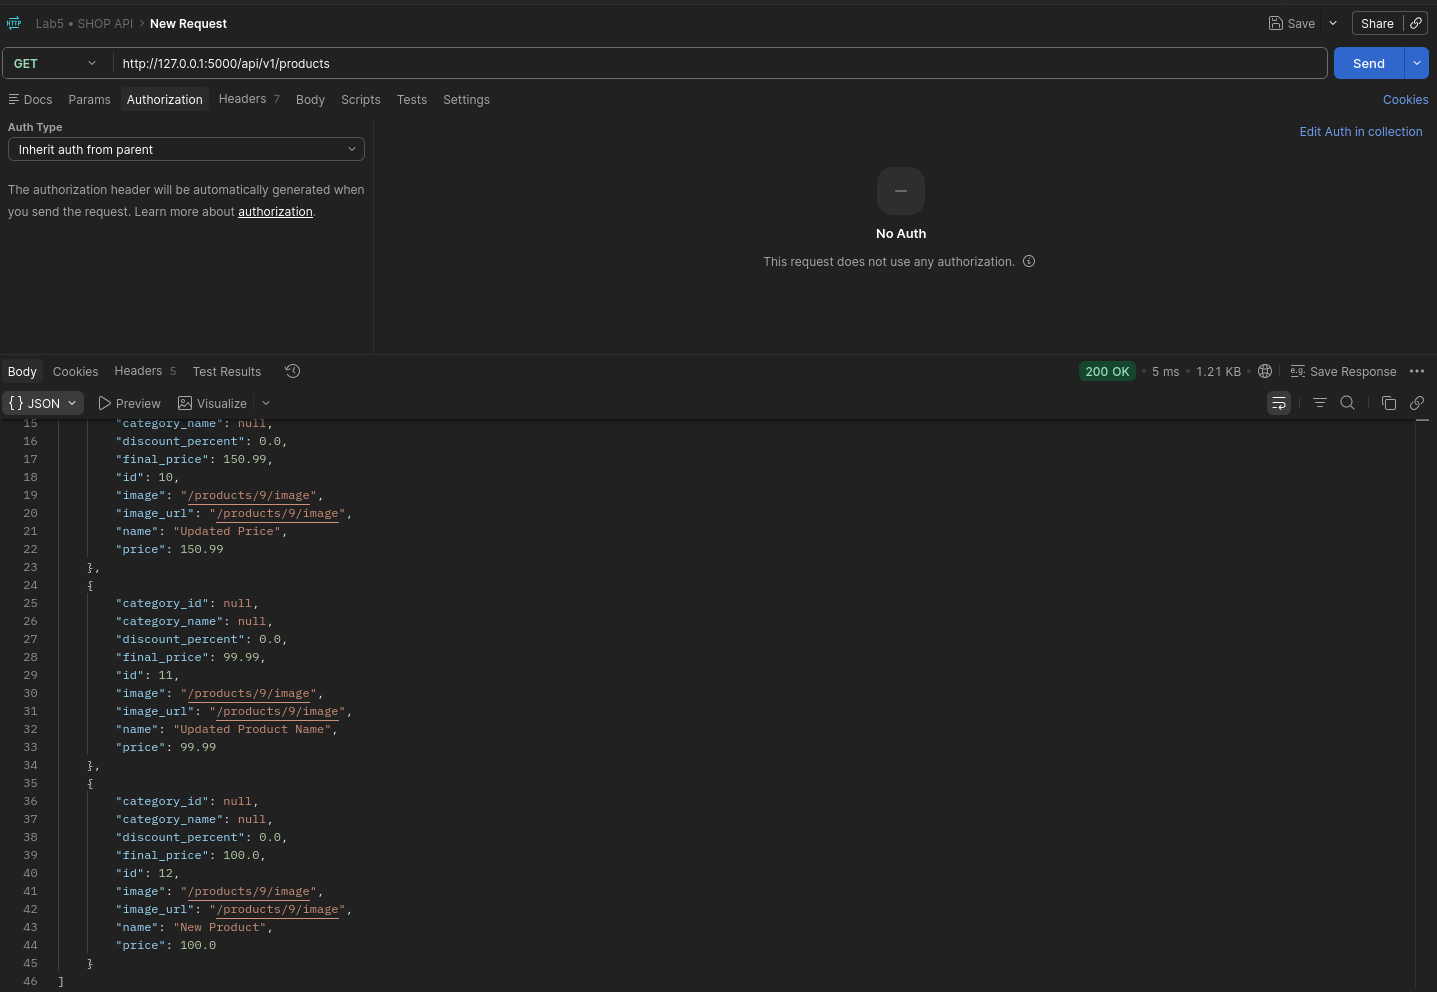 HTTP Lab5 • SHOP API > New Request Save Share
GET http://127.0.0.1:5000/api/v1/products Send
Docs Params Authorization Headers 7 Body Scripts Tests Settings Cookies
Auth Type
Inherit auth from parent
The authorization header will be automatically generated when
you send the request. Learn more about authorization.
Edit Auth in collection
No Auth
This request does not use any authorization.
Body Cookies Headers 5 Test Results 200 OK • 5 ms • 1.21 KB e.g. Save Response
{} JSON Preview Visualize
15 "category_name": null,
16 "discount_percent": 0.0,
17 "final_price": 150.99,
18 "id": 10,
19 "image": "/products/9/image",
20 "image_url": "/products/9/image",
21 "name": "Updated Price",
22 "price": 150.99
23 },
24 {
25 "category_id": null,
26 "category_name": null,
27 "discount_percent": 0.0,
28 "final_price": 99.99,
29 "id": 11,
30 "image": "/products/9/image",
31 "image_url": "/products/9/image",
32 "name": "Updated Product Name",
33 "price": 99.99
34 },
35 {
36 "category_id": null,
37 "category_name": null,
38 "discount_percent": 0.0,
39 "final_price": 100.0,
40 "id": 12,
41 "image": "/products/9/image",
42 "image_url": "/products/9/image",
43 "name": "New Product",
44 "price": 100.0
45 }
46 ]